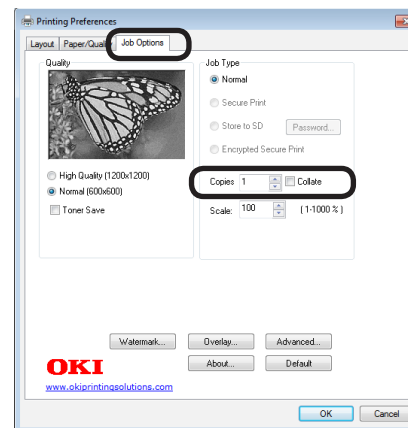 Printing Preferences
Layout Paper/Quality Job Options
Quality
High Quality (1200x1200)
Normal (600x600)
Toner Save
Job Type
Normal
Secure Print
Store to SD Password...
Encrypted Secure Print
Copies 1 Collate
Scale: 100 (1-1000 %)
Watermark... Overlay... Advanced...
About... Default
OKI
www.okiprintingsolutions.com
OK Cancel